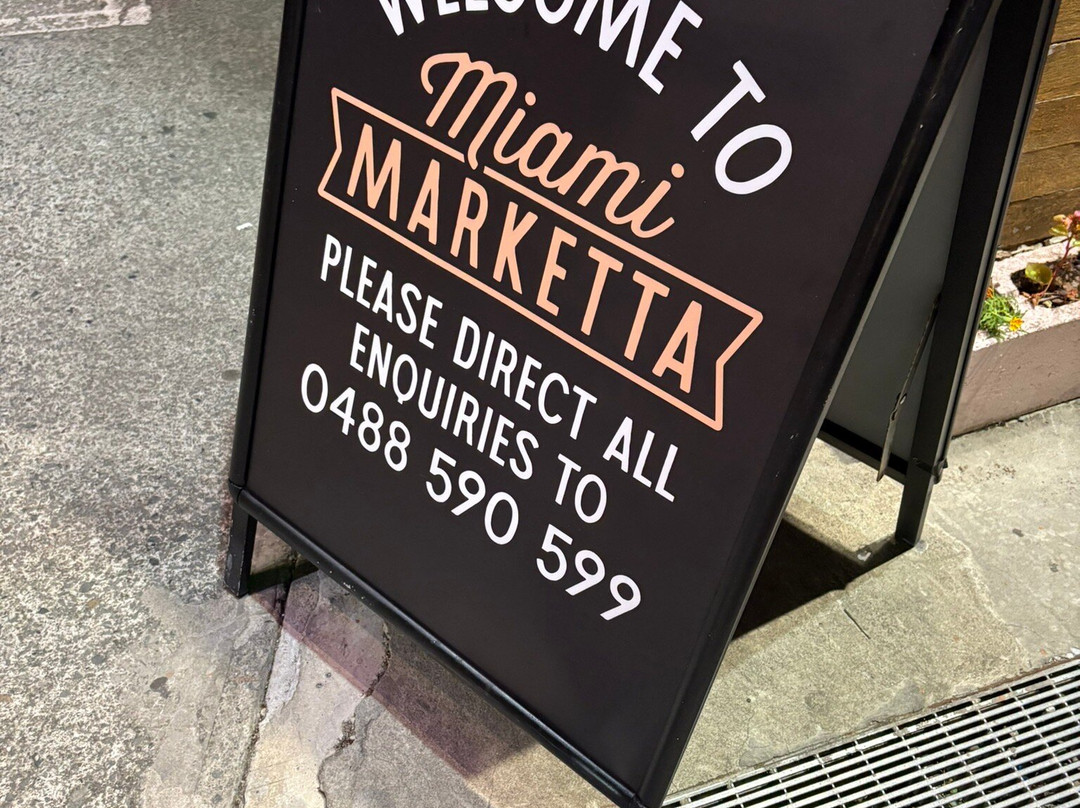 WELCOME TO
Miami
MARKETTA
PLEASE DIRECT ALL
ENQUIRIES TO
0488 590 599